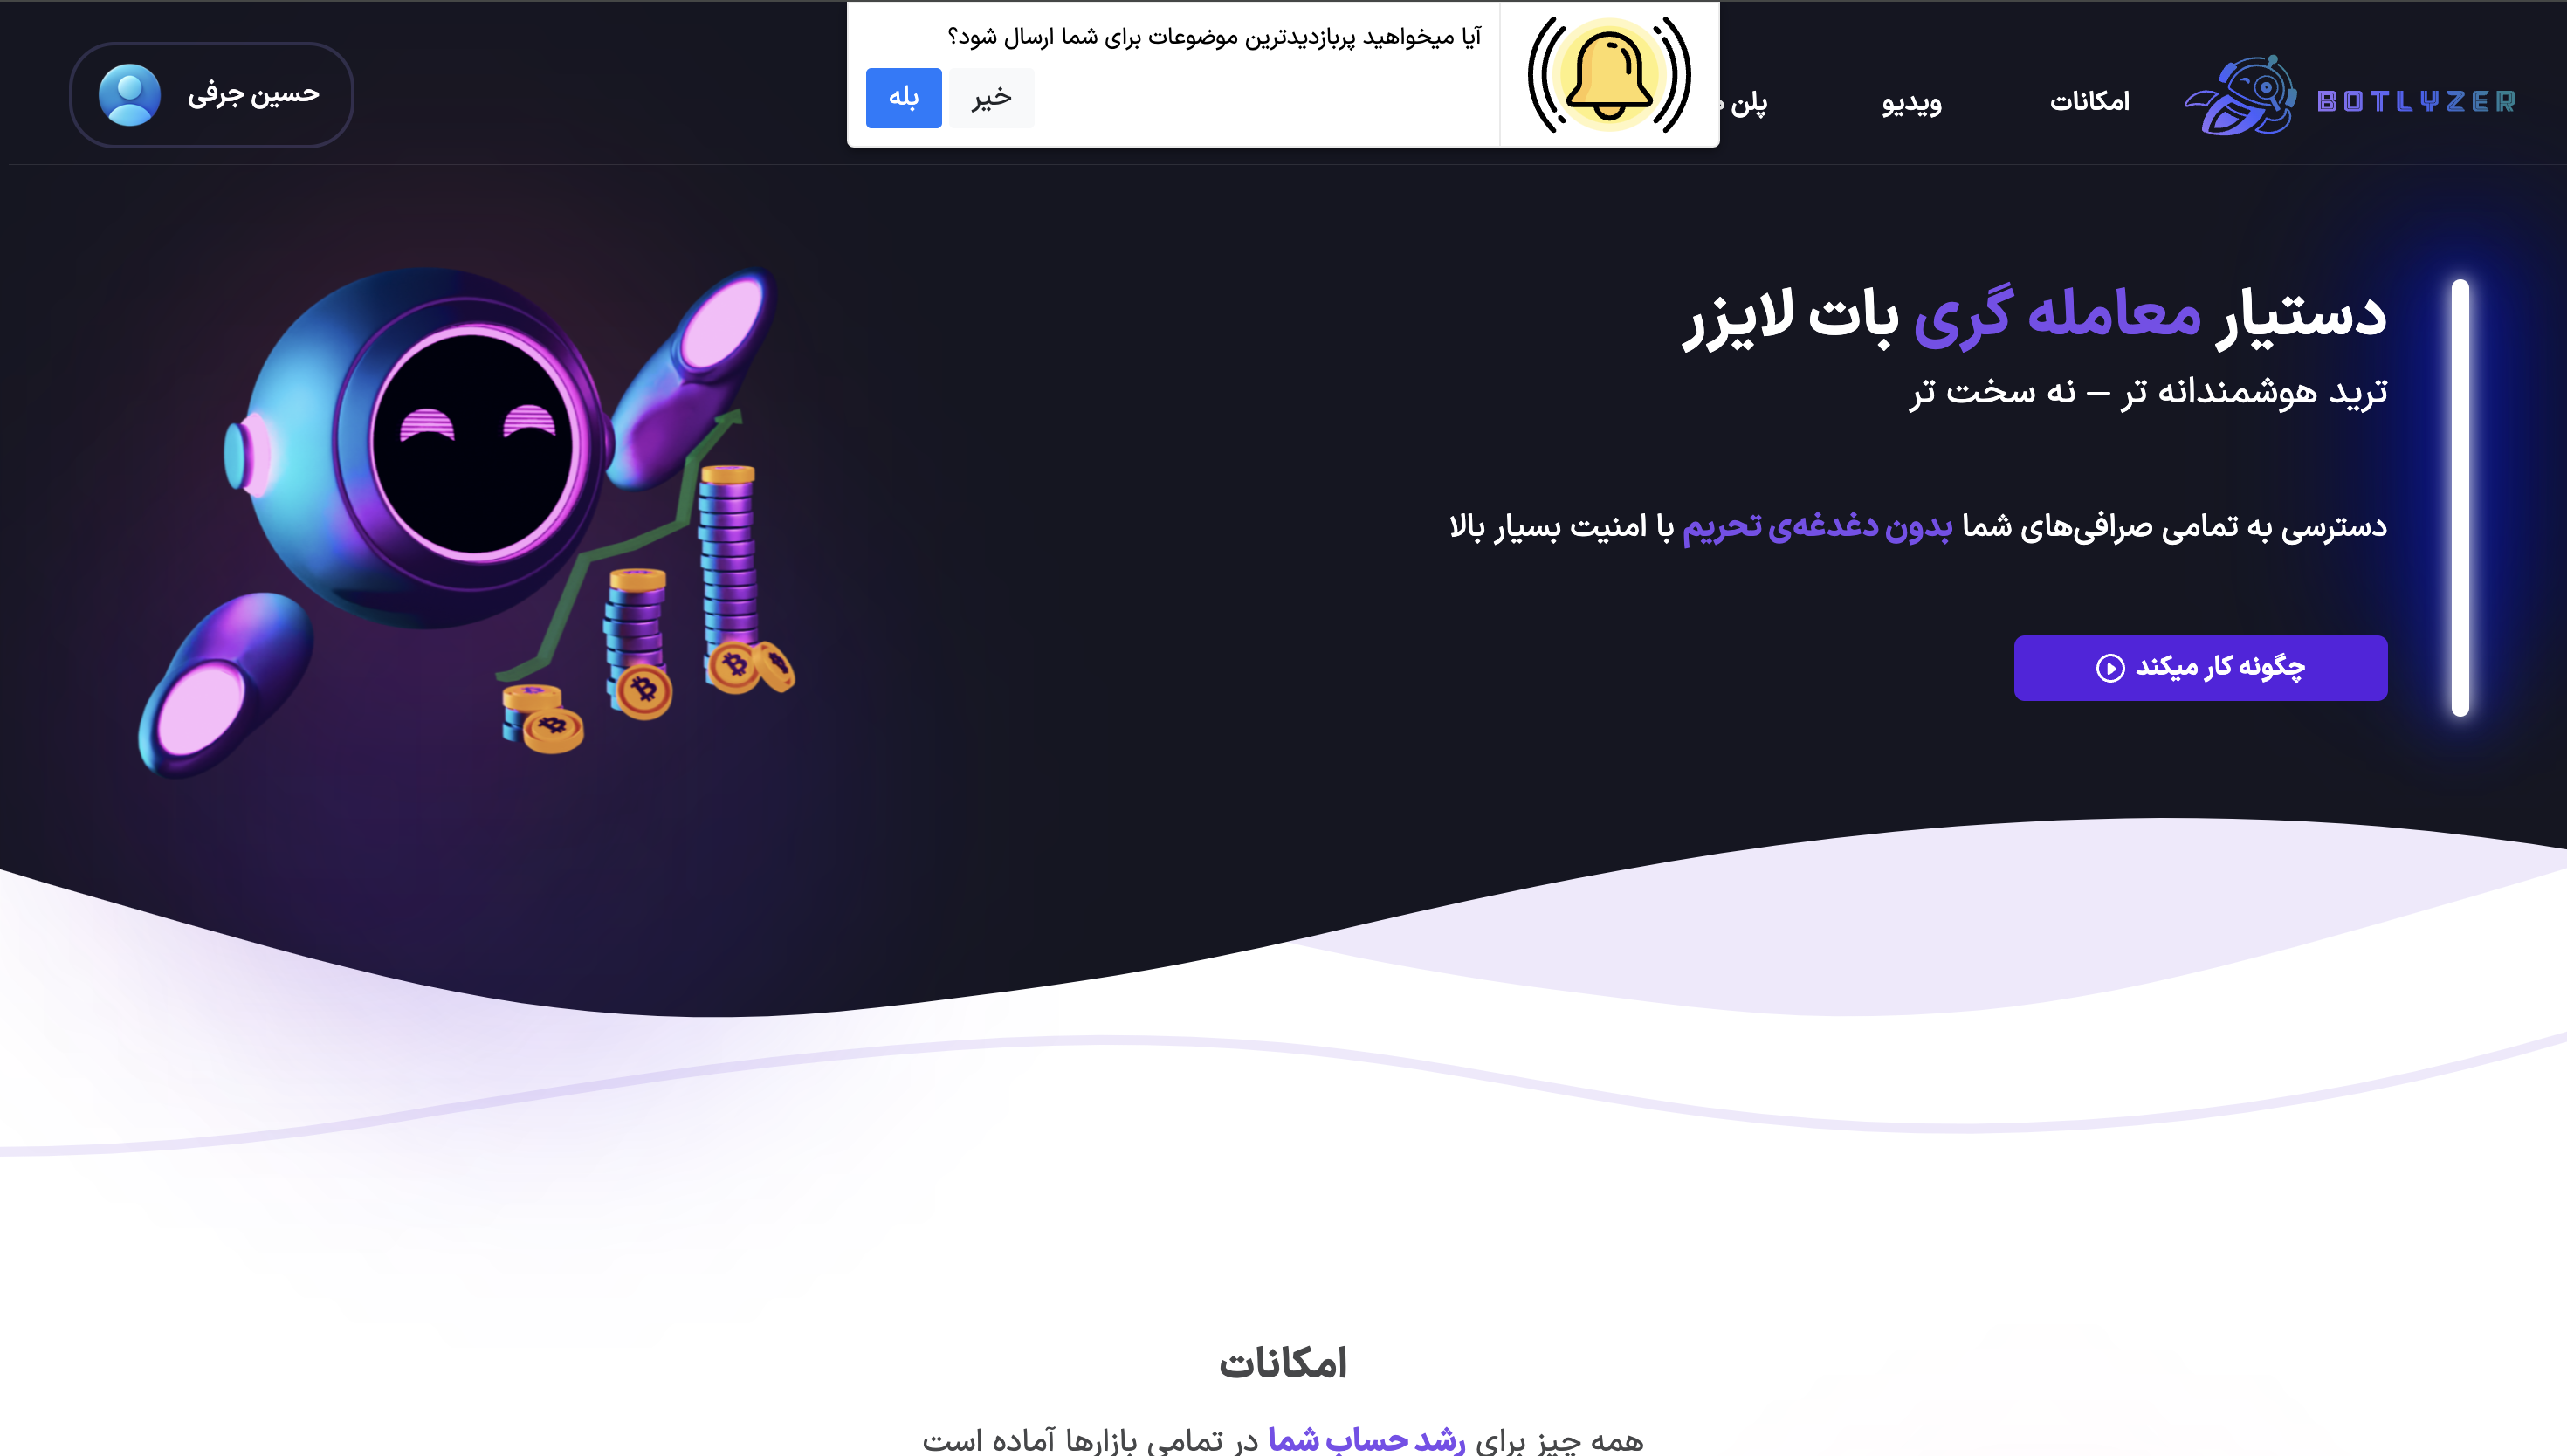 BOTLYZER
امکانات
ویدیو
پلن
آیا میخواهید پربازدیدترین موضوعات برای شما ارسال شود؟
خیر
بله
حسین جرفی
دستیار معامله گری بات لایزر
ترید هوشمندانه تر – نه سخت تر
دسترسی به تمامی صرافی‌های شما بدون دغدغه‌ی تحریم با امنیت بسیار بالا
چگونه کار میکند
امکانات
همه چیز برای رشد حساب شما در تمامی بازارها آماده است